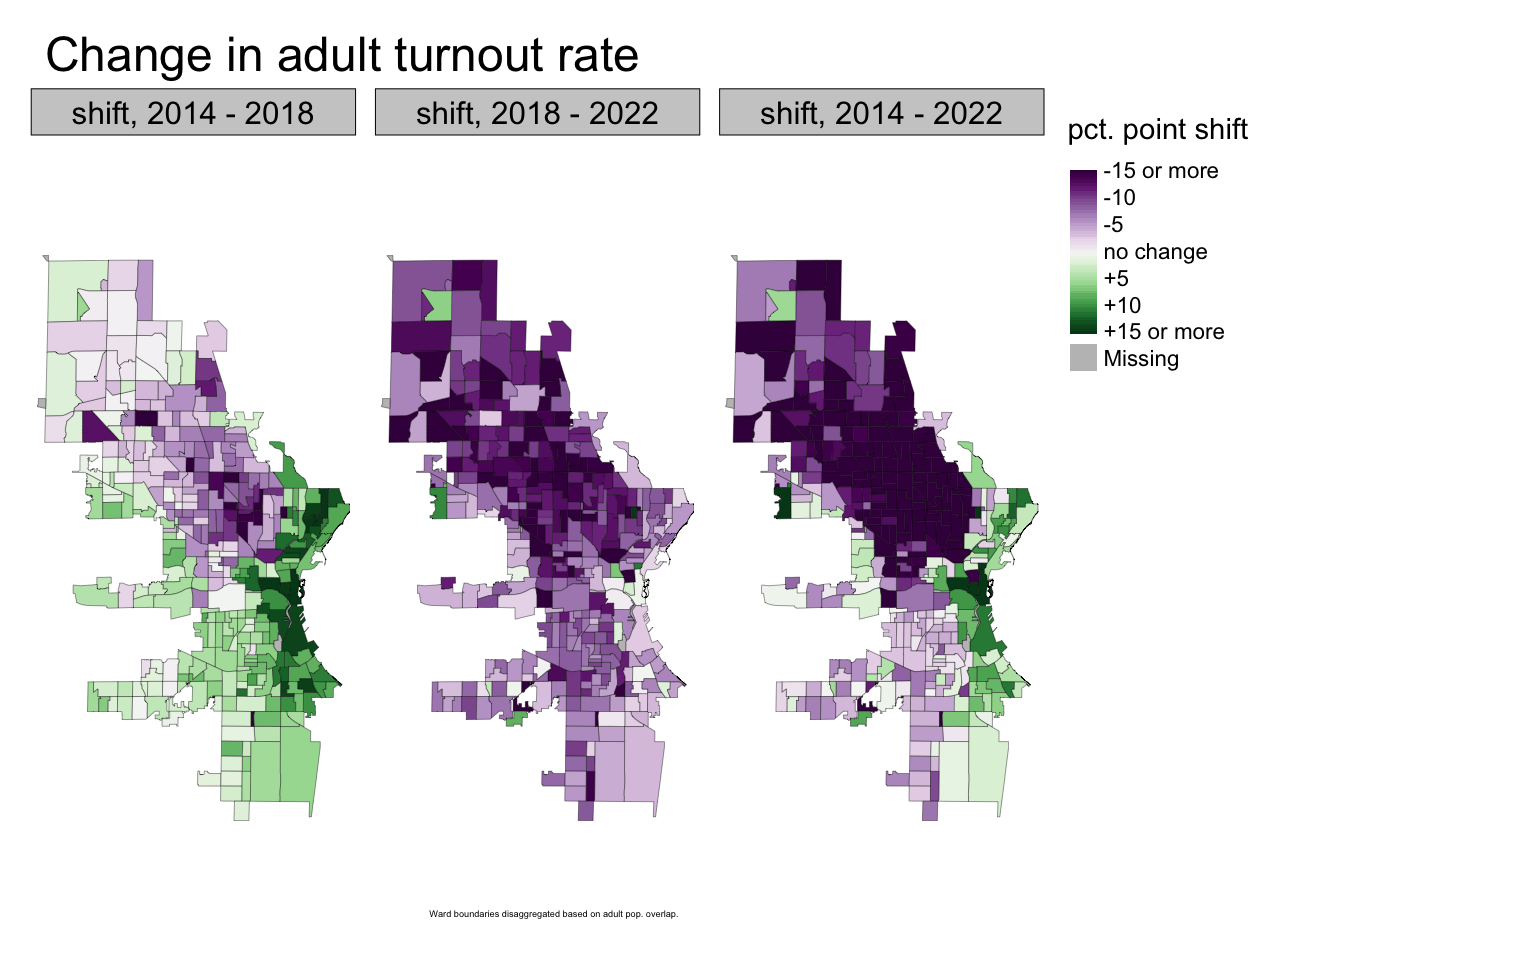 Change in adult turnout rate
shift, 2014 - 2018
shift, 2018 - 2022
shift, 2014 - 2022
pct. point shift
-15 or more
-10
-5
no change
+5
+10
+15 or more
Missing
Ward boundaries disaggregated based on adult pop. overlap.